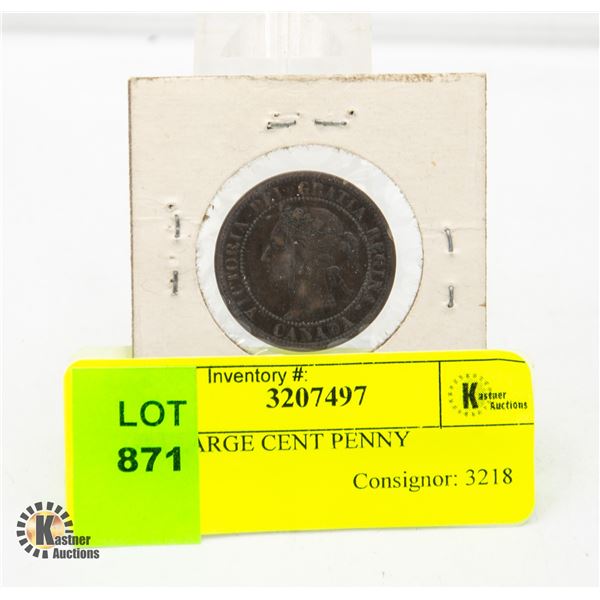 VICTORIA DEI GRATIA REGINA.
CANADA
Inventory #:
3207497
Kastner
Auctions
LOT
871
ARGE CENT PENNY
Consignor: 3218
Kastner
Auctions